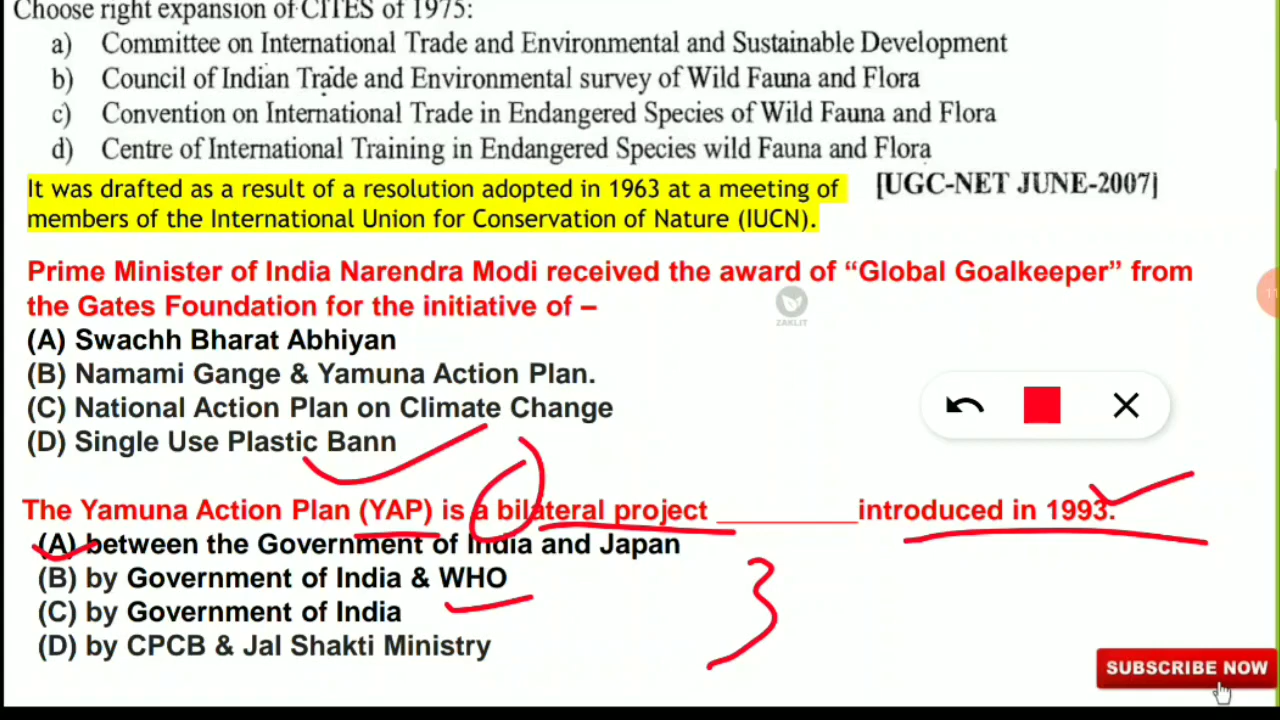 Choose right expansion of CITES of 1975:
a) Committee on International Trade and Environmental and Sustainable Development
b) Council of Indian Trade and Environmental survey of Wild Fauna and Flora
c) Convention on International Trade in Endangered Species of Wild Fauna and Flora
d) Centre of International Training in Endangered Species wild Fauna and Flora
It was drafted as a result of a resolution adopted in 1963 at a meeting of
members of the International Union for Conservation of Nature (IUCN).
[UGC-NET JUNE-2007]
Prime Minister of India Narendra Modi received the award of “Global Goalkeeper” from
the Gates Foundation for the initiative of –
ZAKLIT
(A) Swachh Bharat Abhiyan
(B) Namami Gange & Yamuna Action Plan.
(C) National Action Plan on Climate Change
(D) Single Use Plastic Bann
The Yamuna Action Plan (YAP) is a bilateral project __________introduced in 1993.
(A) between the Government of India and Japan
(B) by Government of India & WHO
(C) by Government of India
(D) by CPCB & Jal Shakti Ministry
3
SUBSCRIBE NOW